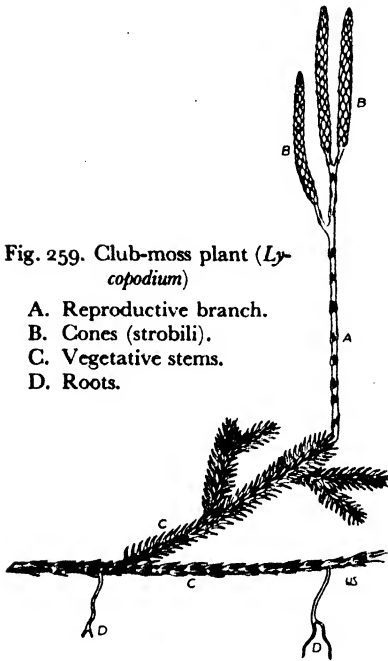 B
B
Fig. 259. Club-moss plant (Ly-
copodium)
A. Reproductive branch.
B. Cones (strobili).
C. Vegetative stems.
D. Roots.
A
C
C
WS
D
D